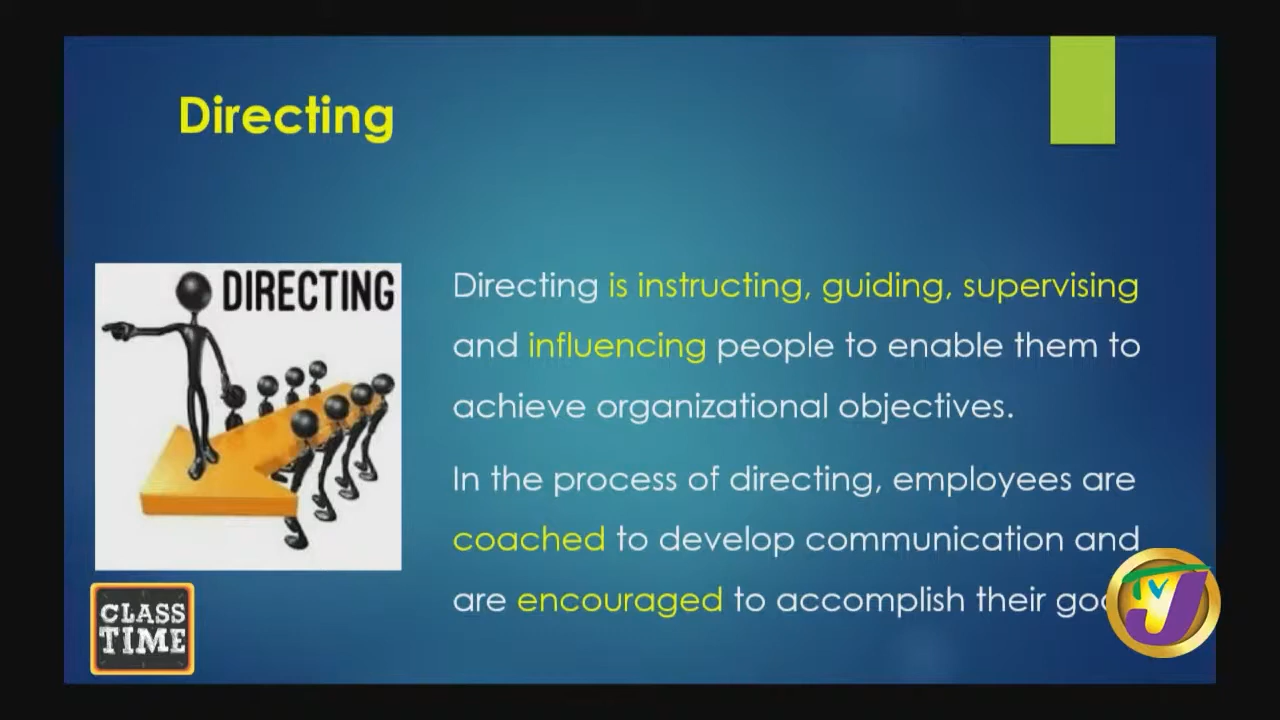 Directing
DIRECTING
Directing is instructing, guiding, supervising
and influencing people to enable them to
achieve organizational objectives.
In the process of directing, employees are
coached to develop communication and
are encouraged to accomplish their
CLASS
TIME
TVJ